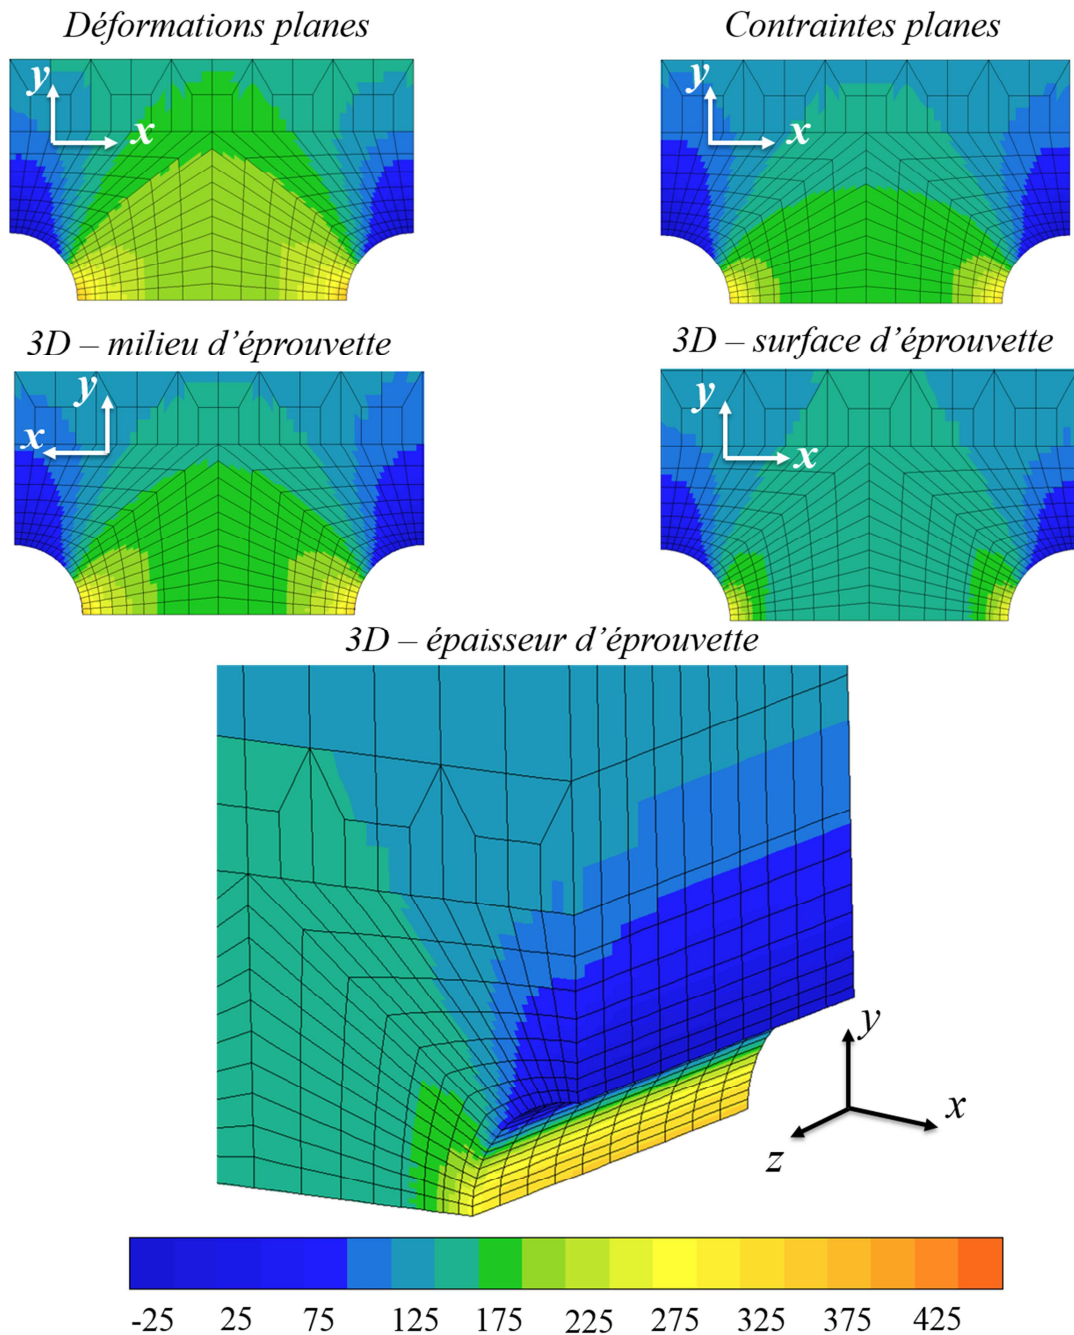 Déformations planes
Contraintes planes
y
x
y
x
3D – milieu d'éprouvette
3D – surface d'éprouvette
y
x
y
x
3D – épaisseur d'éprouvette
y
x
z
-25 25 75 125 175 225 275 325 375 425